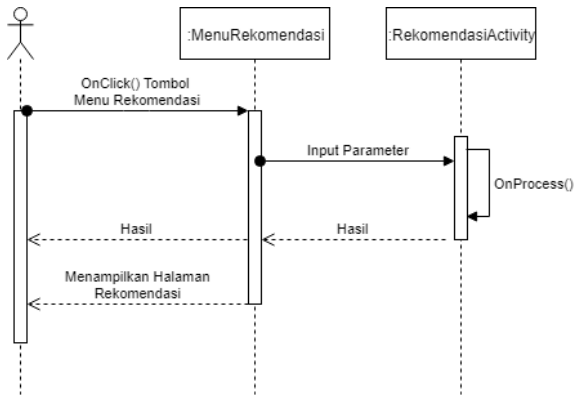 :MenuRekomendasi
:RekomendasiActivity
OnClick() Tombol
Menu Rekomendasi
Input Parameter
OnProcess()
Hasil
Hasil
Menampilkan Halaman
Rekomendasi